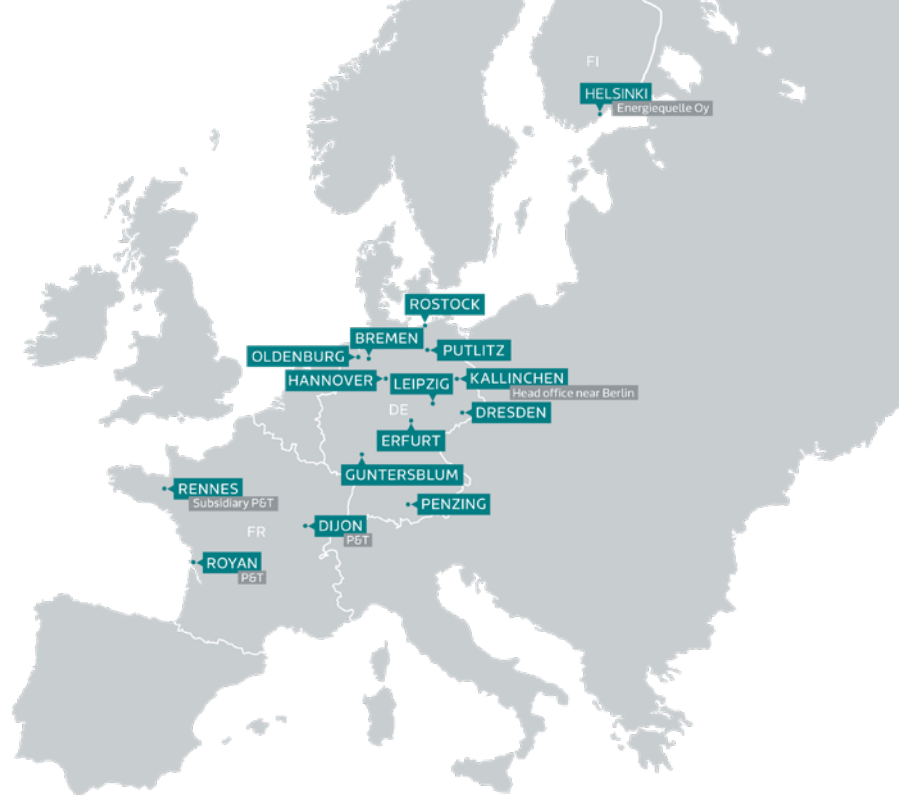 FI
HELSINKI
Energiequelle Oy
ROSTOCK
BREMEN
PUTLITZ
OLDENBURG
HANNOVER
LEIPZIG
KALLINCHEN
Head office near Berlin
DE
DRESDEN
ERFURT
GUNTERSBLUM
RENNES
Subsidiary P&T
PENZING
FR
DIJON
P&T
ROYAN
P&T